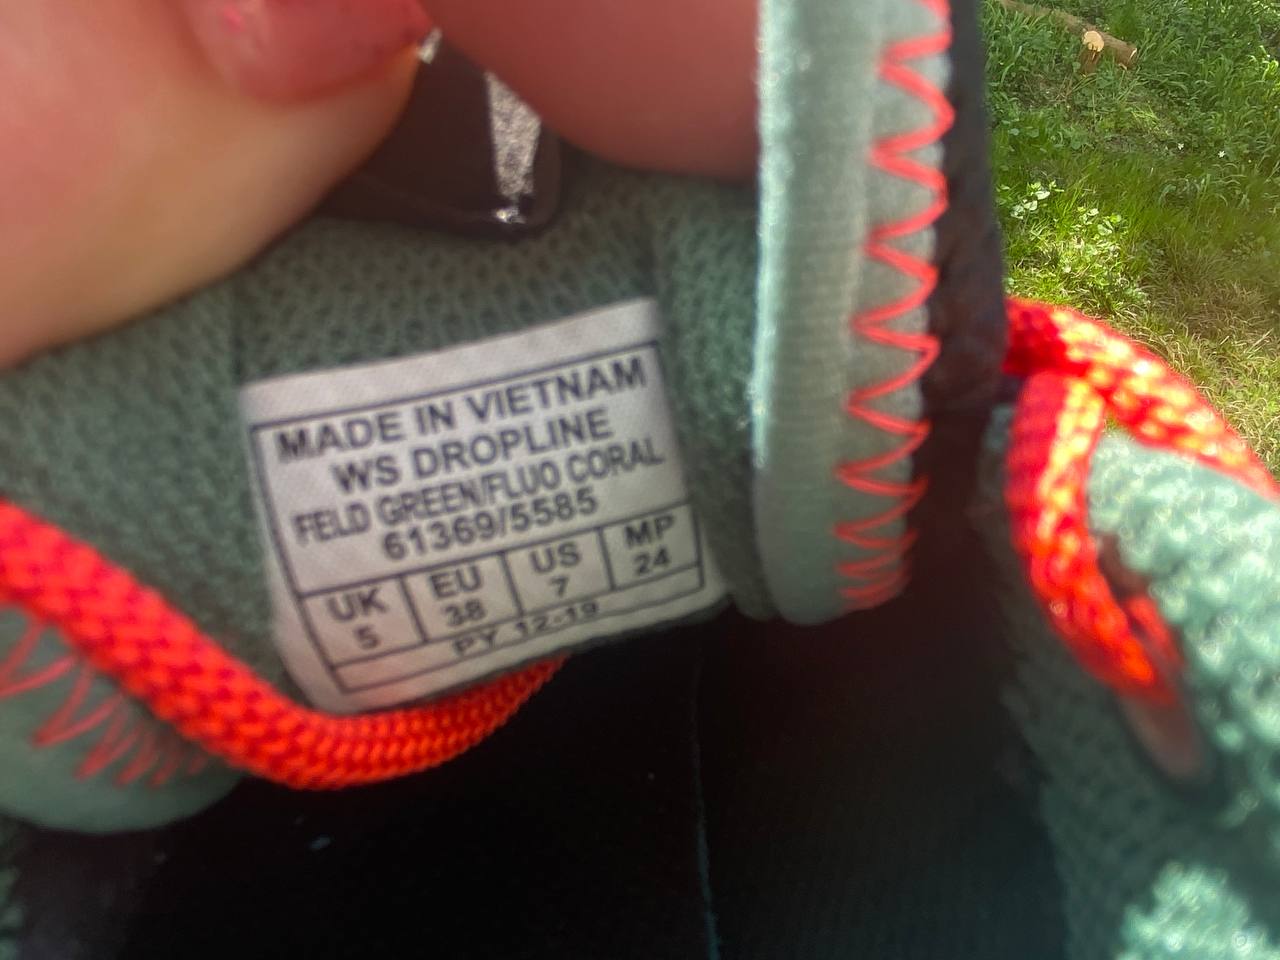 MADE IN VIETNAM
WS DROPLINE
FELD GREEN/FLUO CORAL
61369/5585
UK EU US MP
5 38 7 24
PY 12-19